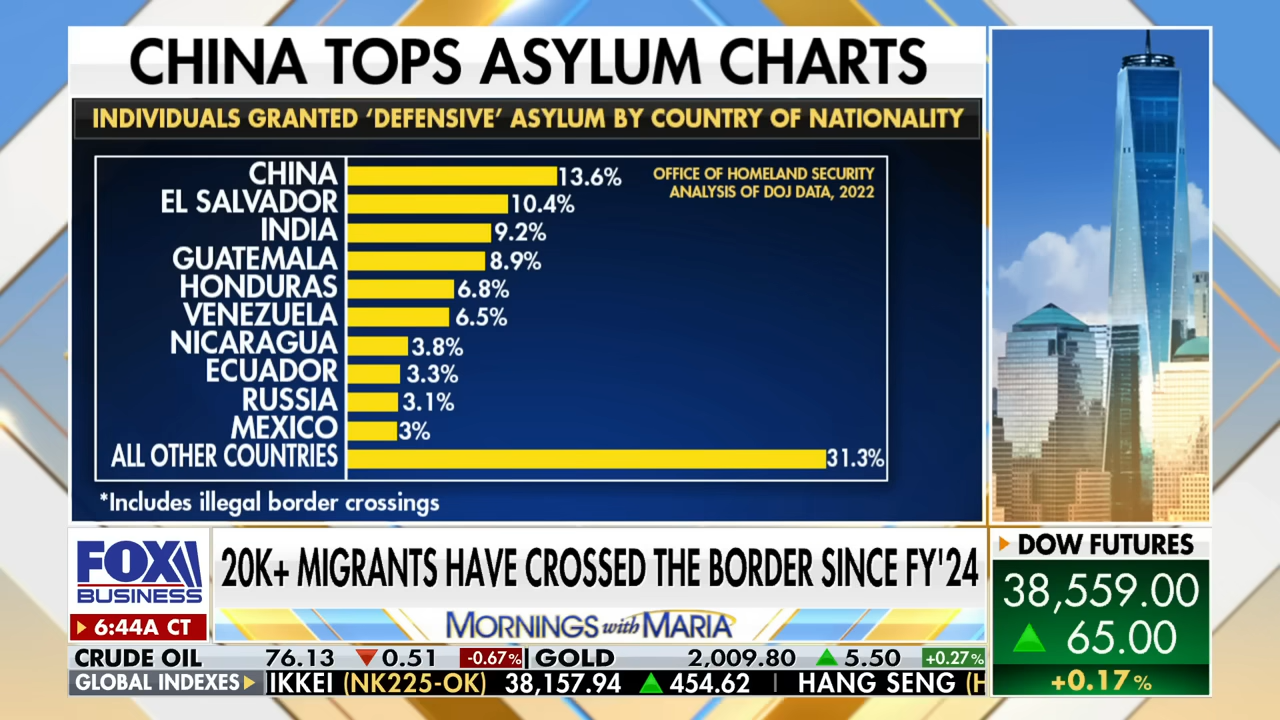 CHINA TOPS ASYLUM CHARTS
INDIVIDUALS GRANTED ‘DEFENSIVE’ ASYLUM BY COUNTRY OF NATIONALITY
OFFICE OF HOMELAND SECURITY
ANALYSIS OF DOJ DATA, 2022
CHINA 13.6%
EL SALVADOR 10.4%
INDIA 9.2%
GUATEMALA 8.9%
HONDURAS 6.8%
VENEZUELA 6.5%
NICARAGUA 3.8%
ECUADOR 3.3%
RUSSIA 3.1%
MEXICO 3%
ALL OTHER COUNTRIES 31.3%
*Includes illegal border crossings
FOX
BUSINESS
6:44A CT
20K+ MIGRANTS HAVE CROSSED THE BORDER SINCE FY'24
MORNINGS with MARIA
DOW FUTURES
38,559.00
65.00
+0.17%
CRUDE OIL 76.13 0.51 -0.67% GOLD 2,009.80 5.50 +0.27%
GLOBAL INDEXES IKKEI (NK225-OK) 38,157.94 454.62 | HANG SENG (H